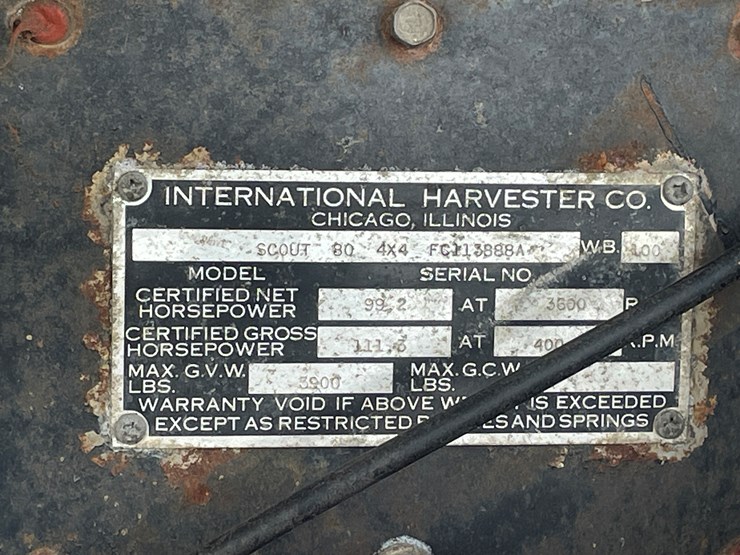 INTERNATIONAL HARVESTER CO.
CHICAGO, ILLINOIS
SCOUT 80 4X4 FC113888A W.B. 100
MODEL SERIAL NO.
CERTIFIED NET HORSEPOWER 99.2 AT 3600
CERTIFIED GROSS HORSEPOWER 111.3 AT R.P.M
MAX. G.V.W. LBS. 3900 MAX. G.C.W. LBS.
WARRANTY VOID IF ABOVE IS EXCEEDED
EXCEPT AS RESTRICTED AND SPRINGS